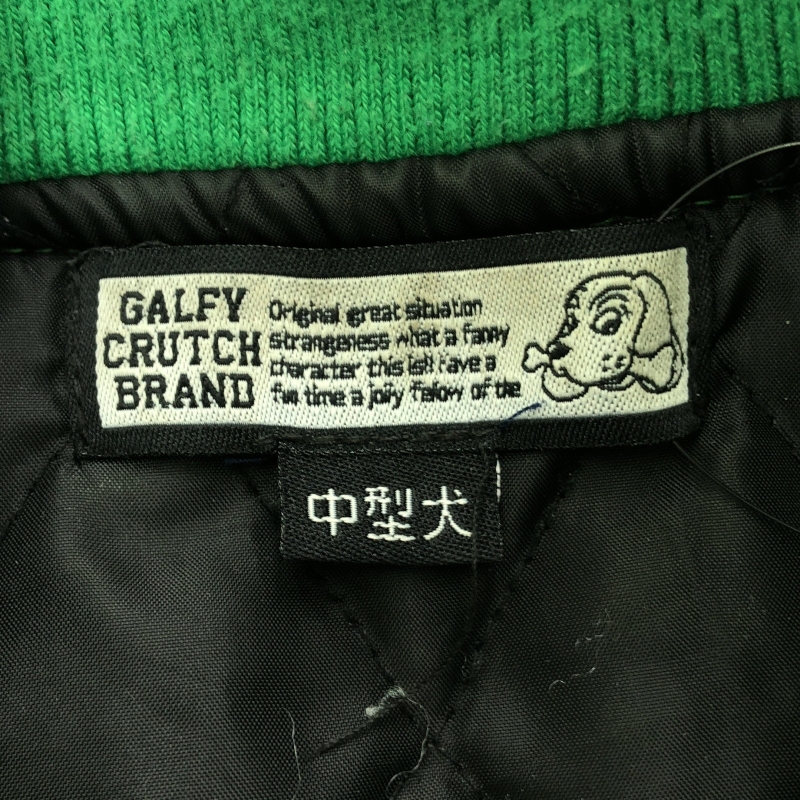 GALFY
CRUTCH
BRAND
Original great situation
strangeness what a fanny
character this is!! Have a
fun time a jolly fellow of the
中型犬